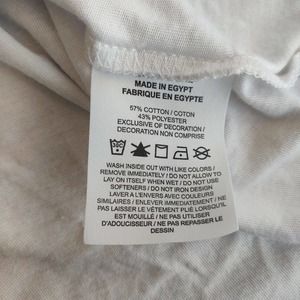 MADE IN EGYPT
FABRIQUE EN EGYPTE
57% COTTON / COTON
43% POLYESTER
EXCLUSIVE OF DECORATION /
DECORATION NON COMPRISE
WASH INSIDE OUT WITH LIKE COLORS /
REMOVE IMMEDIATELY / DO NOT ALLOW TO
LAY ON ITSELF WHEN WET / DO NOT USE
SOFTENERS / DO NOT IRON DESIGN
LAVER A L'ENVERS AVEC COULEURS
SIMILAIRES / ENLEVER IMMEDIATEMENT / NE
PAS LAISSER LE VÊTEMENT PLIÉ LORSQU'IL
EST MOUILLÉ / NE PAS UTILISER
D'ADOUCISSEUR / NE PAS REPASSER LE
DESSIN